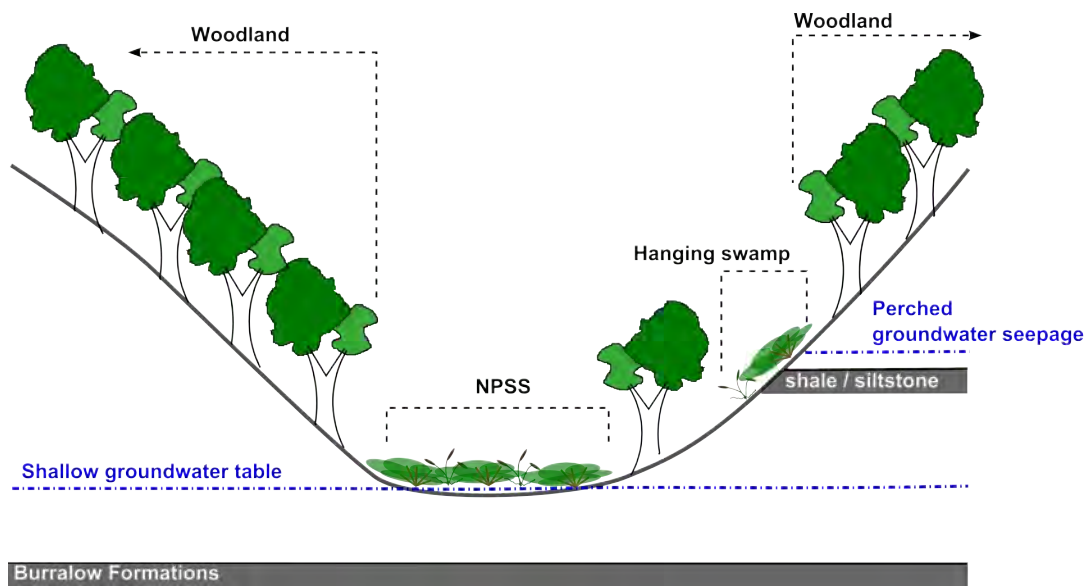 Woodland
Woodland
Hanging swamp
Perched
groundwater seepage
shale / siltstone
NPSS
Shallow groundwater table
Burralow Formations